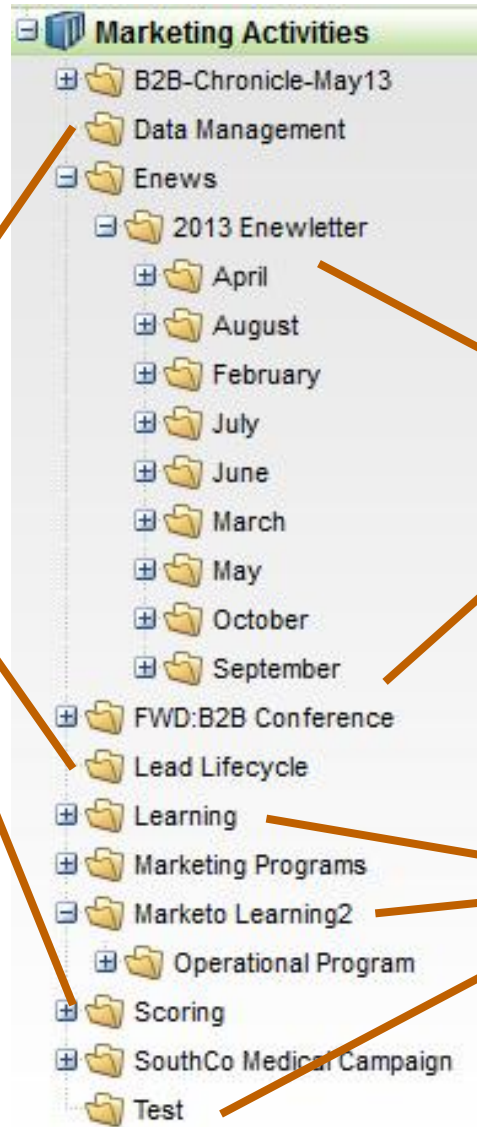 Marketing Activities
B2B-Chronicle-May13
Data Management
Enews
2013 Enewletter
April
August
February
July
June
March
May
October
September
FWD:B2B Conference
Lead Lifecycle
Learning
Marketing Programs
Marketo Learning2
Operational Program
Scoring
SouthCo Medical Campaign
Test